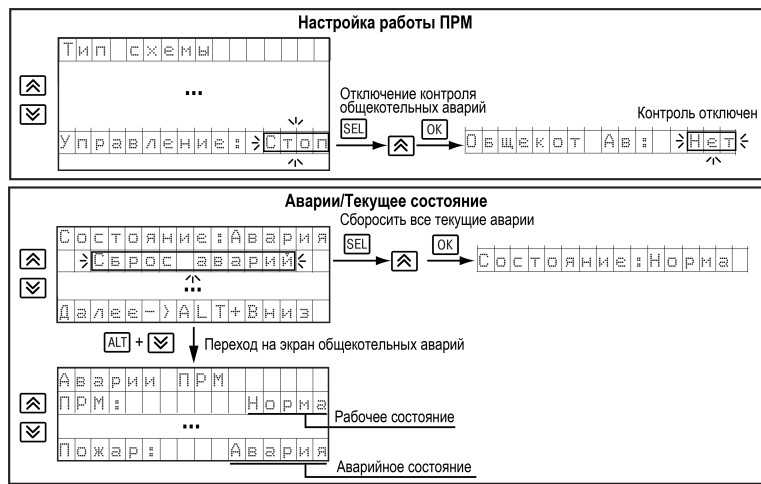 Настройка работы ПРМ
Тип схемы
...
Управление: Стоп
Отключение контроля
общекотельных аварий
SEL
OK
Контроль отключен
Общекот Ав: Нет
Аварии/Текущее состояние
Состояние:Авария
Сброс аварий
...
Далее->ALT+Вниз
Сборосить все текущие аварии
SEL
OK
Состояние:Норма
ALT +
Переход на экран общекотельных аварий
Аварии ПРМ
ПРМ: Норма
...
Пожар: Авария
Рабочее состояние
Аварийное состояние